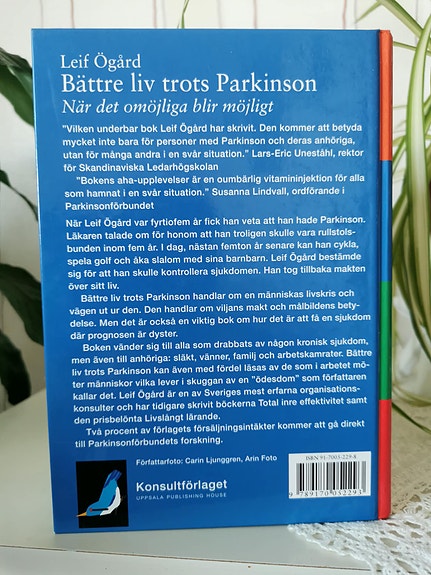 Leif Ögård
Bättre liv trots Parkinson
När det omöjliga blir möjligt
"Vilken underbar bok Leif Ögård har skrivit. Den kommer att betyda
mycket inte bara för personer med Parkinson och deras anhöriga,
utan för många andra i en svår situation." Lars-Eric Uneståhl, rektor
för Skandinaviska Ledarhögskolan
"Bokens aha-upplevelser är en oumbärlig vitamininjektion för alla
som hamnat i en svår situation." Susanna Lindvall, ordförande i
Parkinsonförbundet
När Leif Ögård var fyrtiofem år fick han veta att han hade Parkinson.
Läkaren talade om för honom att han troligen skulle vara rullstols-
bunden inom fem år. I dag, nästan femton år senare kan han cykla,
spela golf och åka slalom med sina barnbarn. Leif Ögård bestämde
sig för att han skulle kontrollera sjukdomen. Han tog tillbaka makten
över sitt liv.
Bättre liv trots Parkinson handlar om en människas livskris och
vägen ut ur den. Den handlar om viljans makt och målbildens bety-
delse. Men det är också en viktig bok om hur det är att få en sjukdom
där prognosen är dyster.
Boken vänder sig till alla som drabbats av någon kronisk sjukdom,
men även till anhöriga: släkt, vänner, familj och arbetskamrater. Bättre
liv trots Parkinson kan även med fördel läsas av de som i arbetet mö-
ter människor vilka lever i skuggan av en "ödesdom" som författaren
kallar det. Leif Ögård är en av Sveriges mest erfarna organisations-
konsulter och har tidigare skrivit böckerna Total inre effektivitet samt
den prisbelönta Livslångt lärande.
Två procent av förlagets försäljningsintäkter kommer att gå direkt
till Parkinsonförbundets forskning.
Författarfoto: Carin Ljunggren, Arin Foto
Konsultförlaget
UPPSALA PUBLISHING HOUSE
ISBN 91-7005-229-8
9 789170 052293